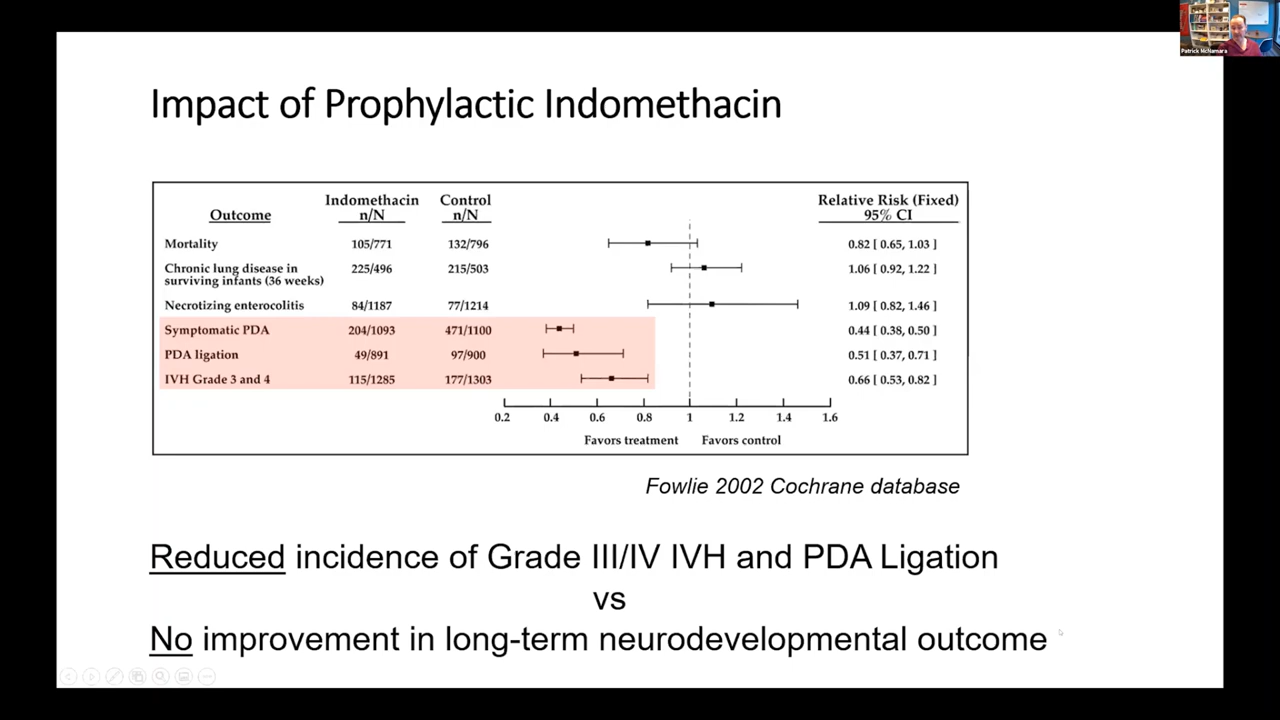 Patrick McNamara
Impact of Prophylactic Indomethacin
Outcome Indomethacin n/N Control n/N Relative Risk (Fixed) 95% CI
Mortality 105/771 132/796 0.82 [ 0.65, 1.03 ]
Chronic lung disease in surviving infants (36 weeks) 225/496 215/503 1.06 [ 0.92, 1.22 ]
Necrotizing enterocolitis 84/1187 77/1214 1.09 [ 0.82, 1.46 ]
Symptomatic PDA 204/1093 471/1100 0.44 [ 0.38, 0.50 ]
PDA ligation 49/891 97/900 0.51 [ 0.37, 0.71 ]
IVH Grade 3 and 4 115/1285 177/1303 0.66 [ 0.53, 0.82 ]
0.2 0.4 0.6 0.8 1 1.2 1.4 1.6
Favors treatment Favors control
Fowlie 2002 Cochrane database
Reduced incidence of Grade III/IV IVH and PDA Ligation
vs
No improvement in long-term neurodevelopmental outcome